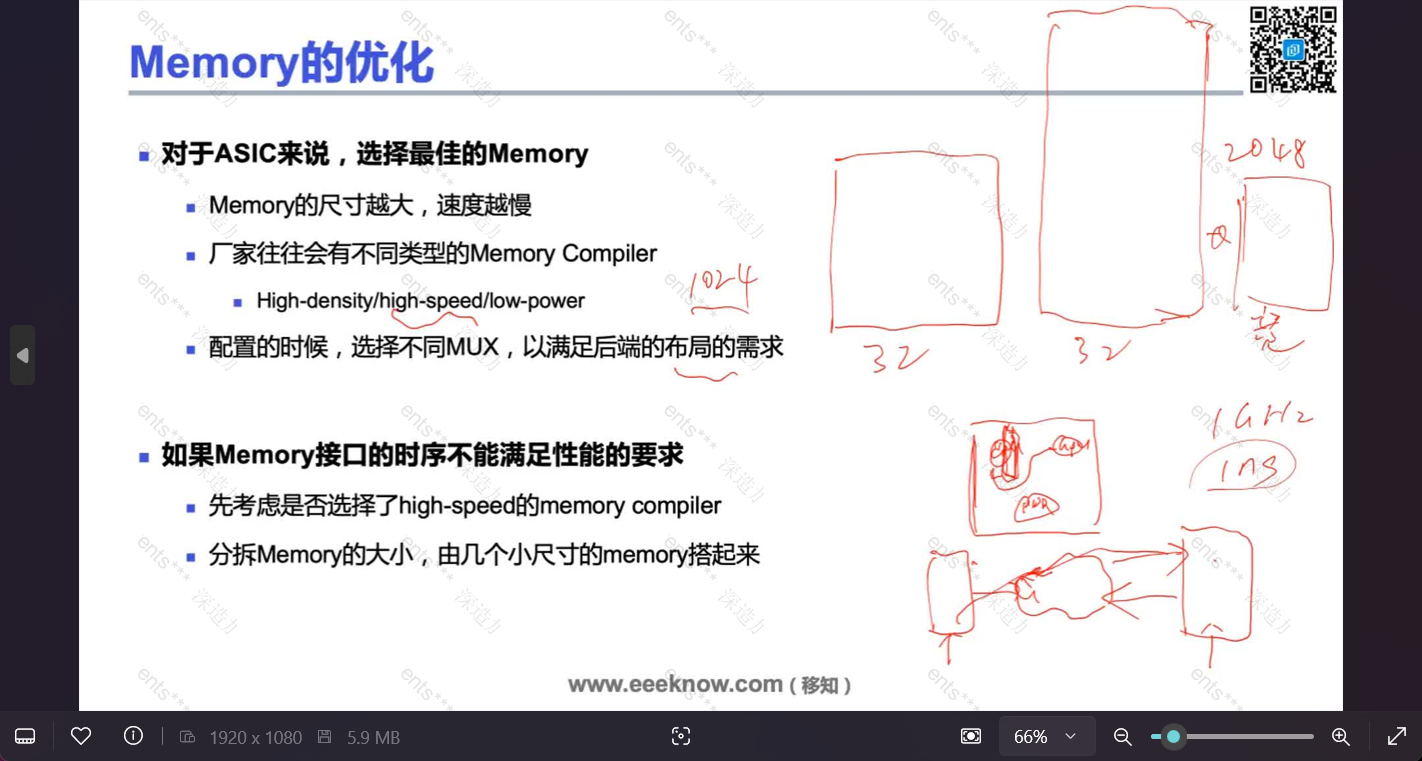 Memory的优化
对于ASIC来说，选择最佳的Memory
Memory的尺寸越大，速度越慢
厂家往往会有不同类型的Memory Compiler
High-density/high-speed/low-power
配置的时候，选择不同MUX，以满足后端的布局的需求
1024
2048
32
32
宽
如果Memory接口的时序不能满足性能的要求
先考虑是否选择了high-speed的memory compiler
分拆Memory的大小，由几个小尺寸的memory搭起来
1GHz
1ns
www.eeeknow.com（移知）
1920 x 1080
5.9 MB
66%